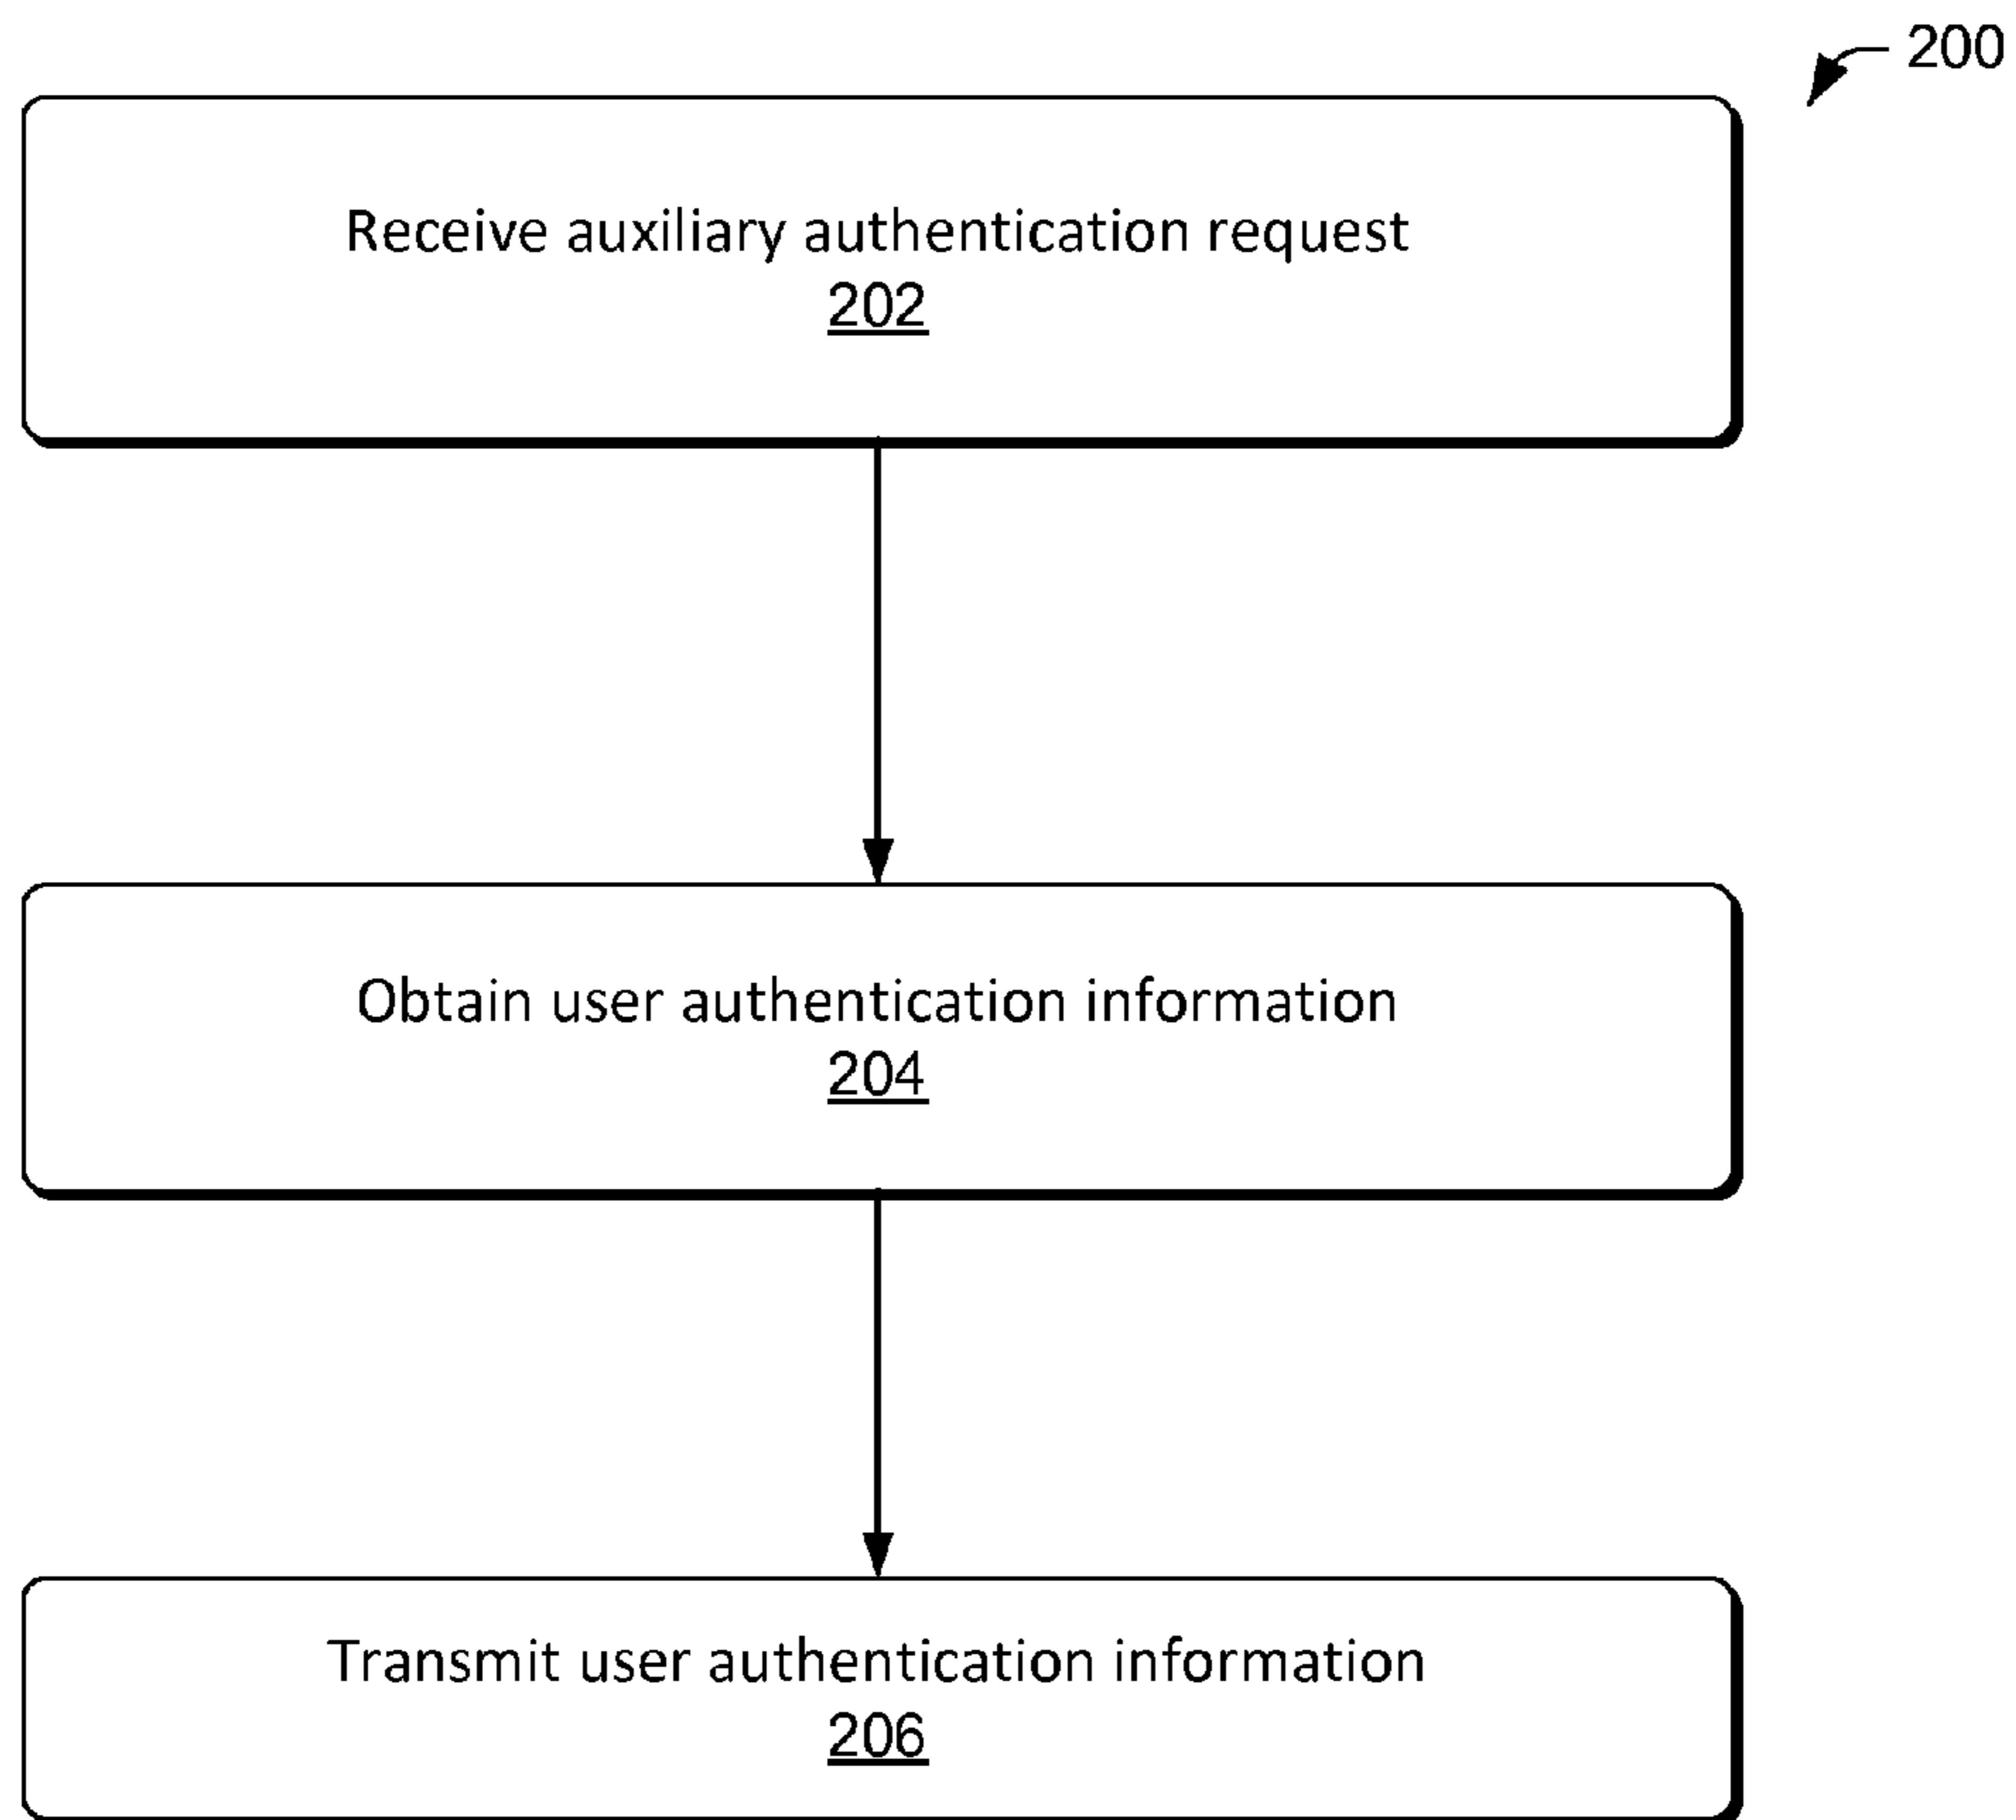 200
Receive auxiliary authentication request
202
Obtain user authentication information
204
Transmit user authentication information
206